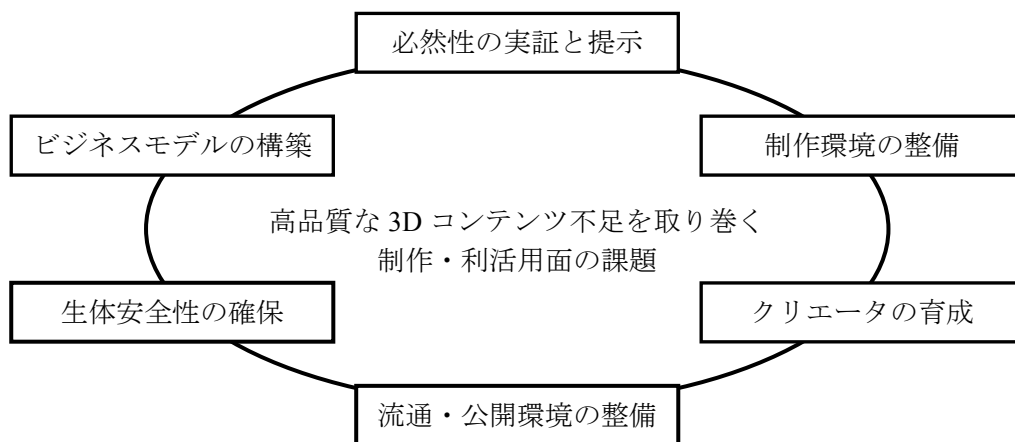 必然性の実証と提示
ビジネスモデルの構築
制作環境の整備
高品質な 3D コンテンツ不足を取り巻く
制作・利活用面の課題
生体安全性の確保
クリエータの育成
流通・公開環境の整備